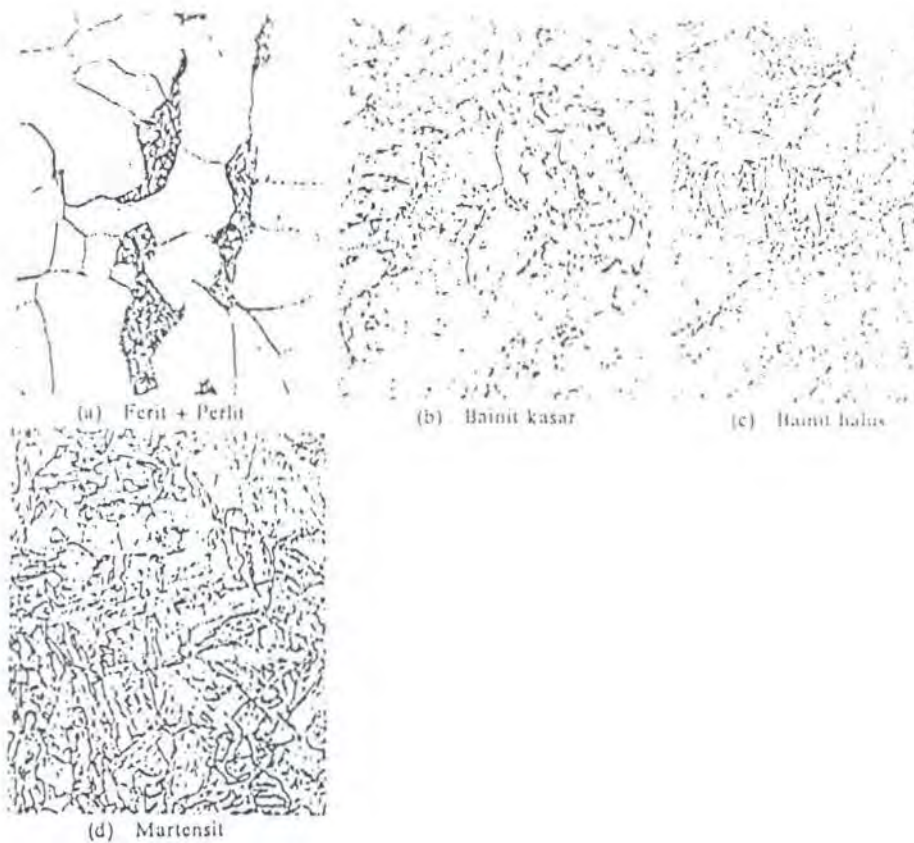 (a) Ferit + Perlit
(b) Bainit kasar
(c) Bainit halus
(d) Martensit